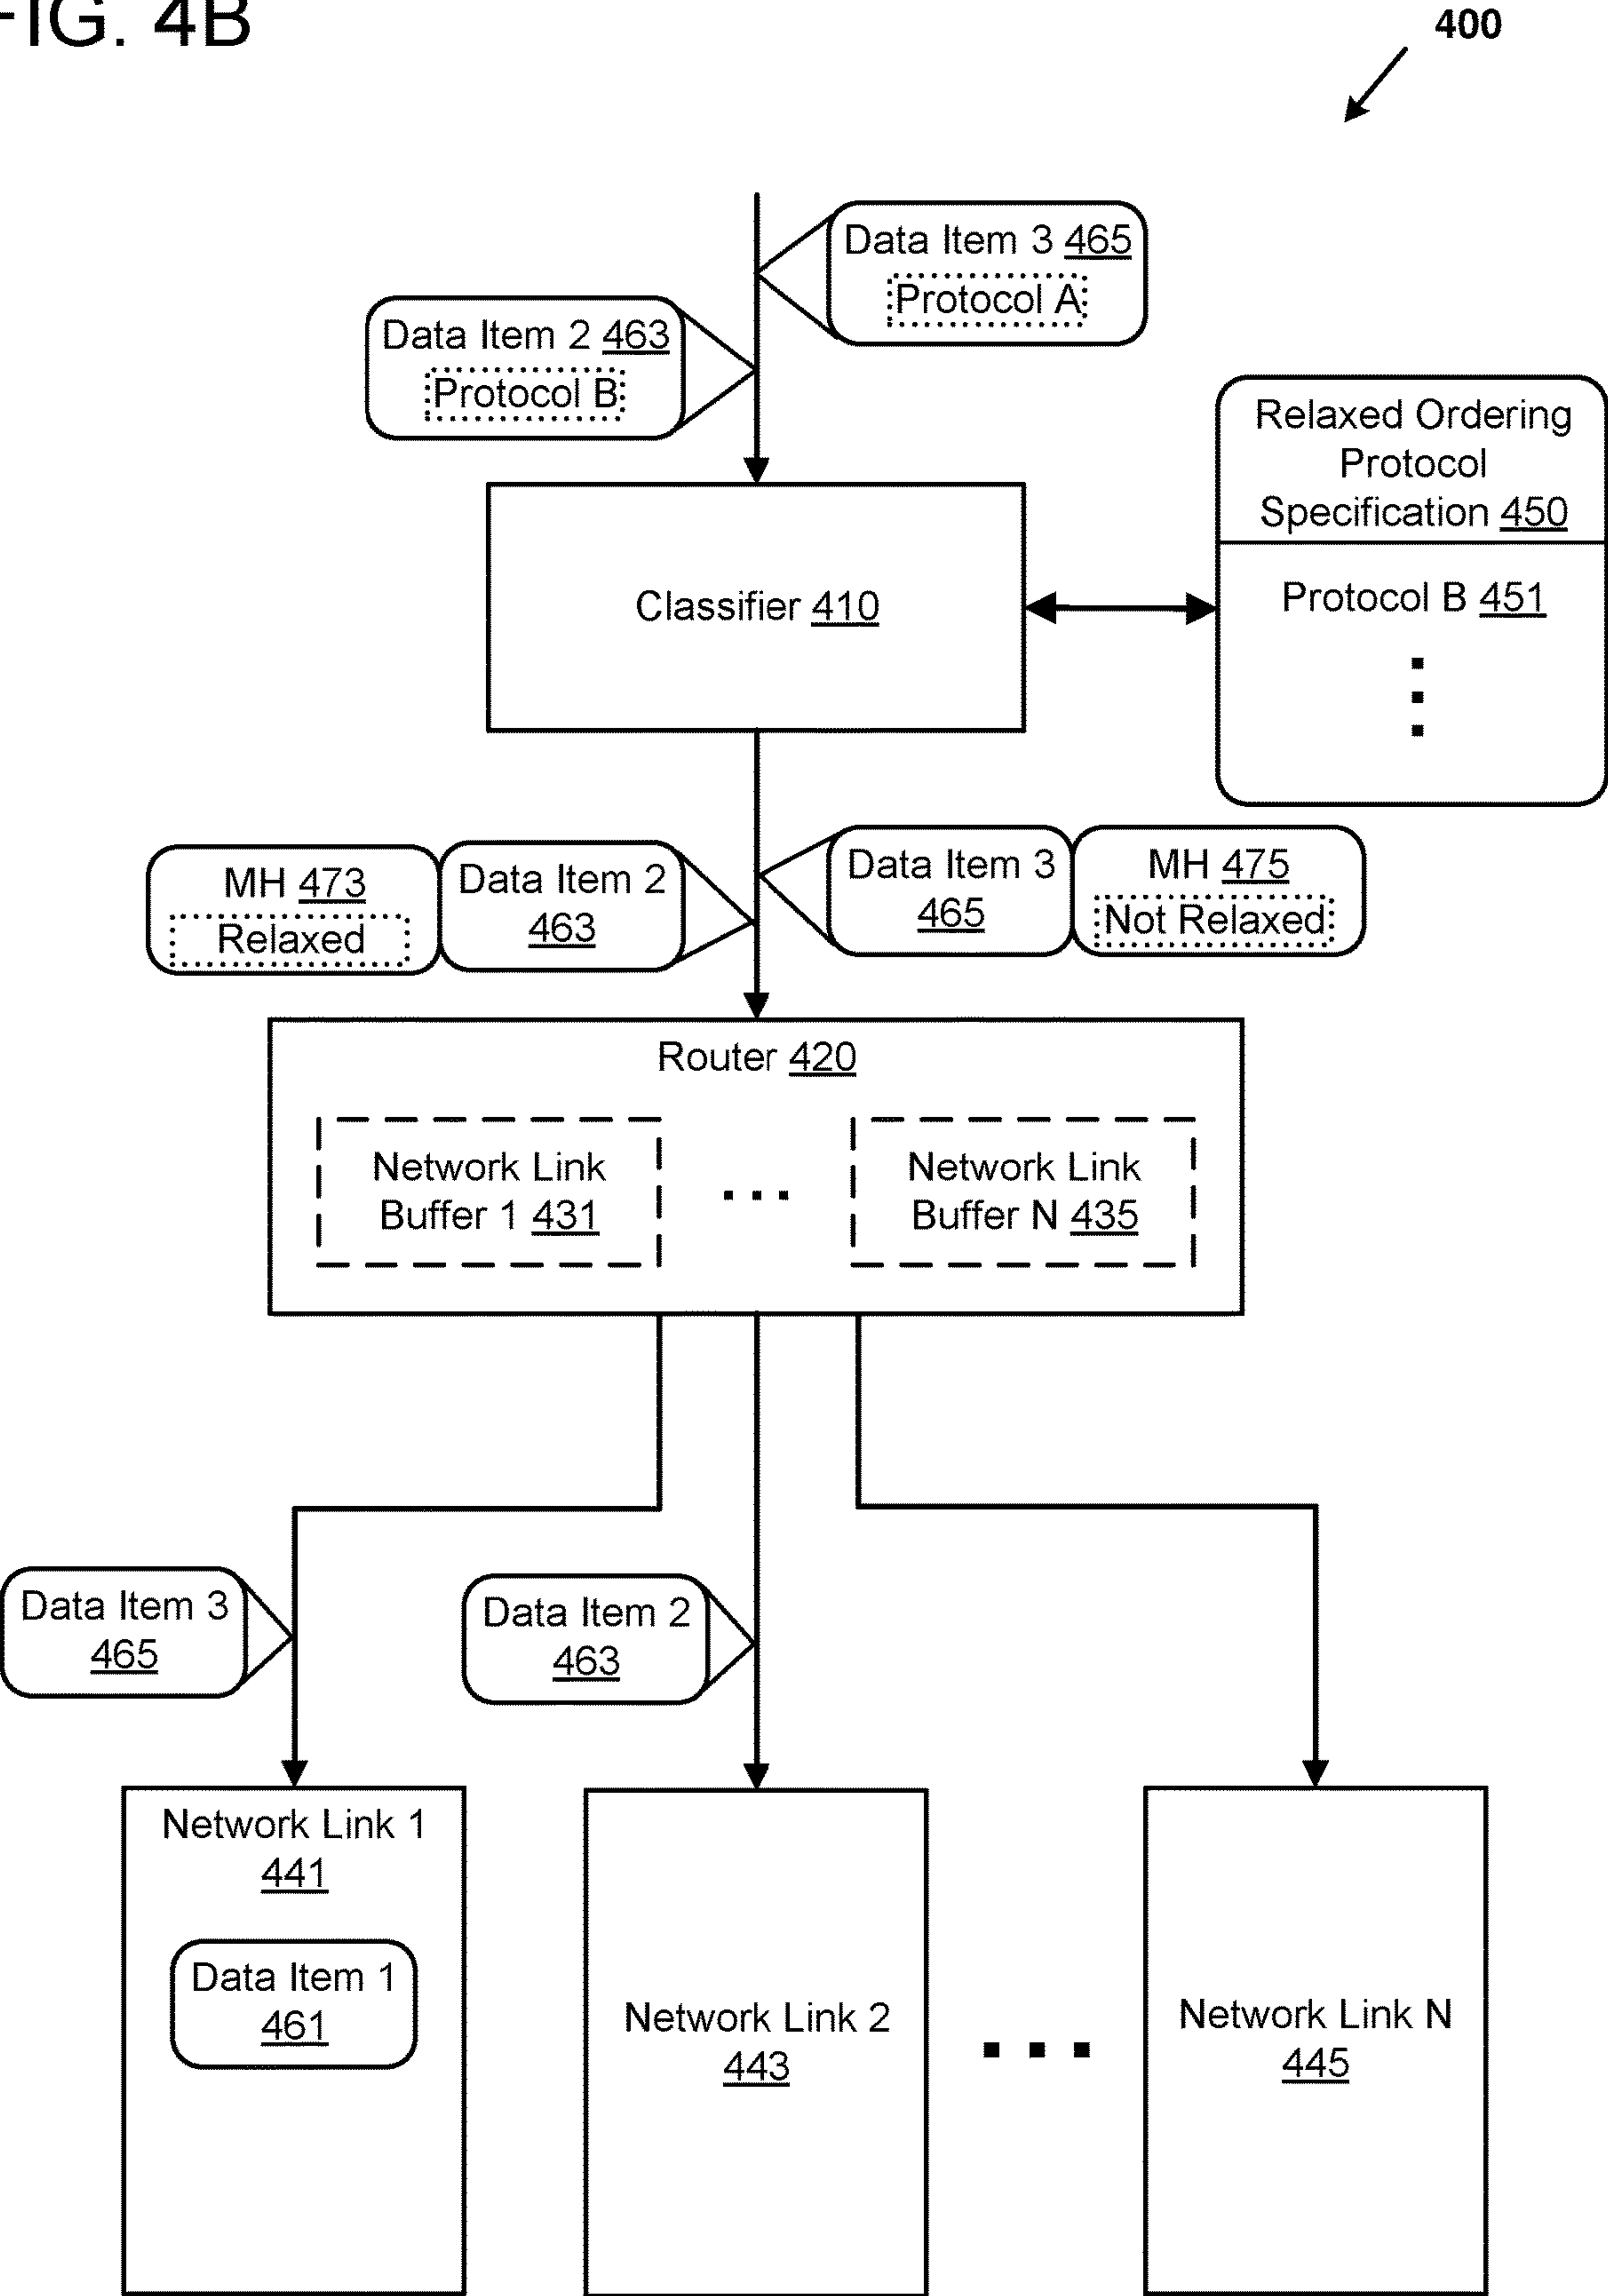 FIG. 4B
400
Data Item 3 465
Protocol A
Data Item 2 463
Protocol B
Relaxed Ordering
Protocol
Specification 450
Protocol B 451
Classifier 410
MH 473
Relaxed
Data Item 2
463
Data Item 3
465
MH 475
Not Relaxed
Router 420
Network Link
Buffer 1 431
...
Network Link
Buffer N 435
Data Item 3
465
Data Item 2
463
Network Link 1
441
Data Item 1
461
Network Link 2
443
...
Network Link N
445